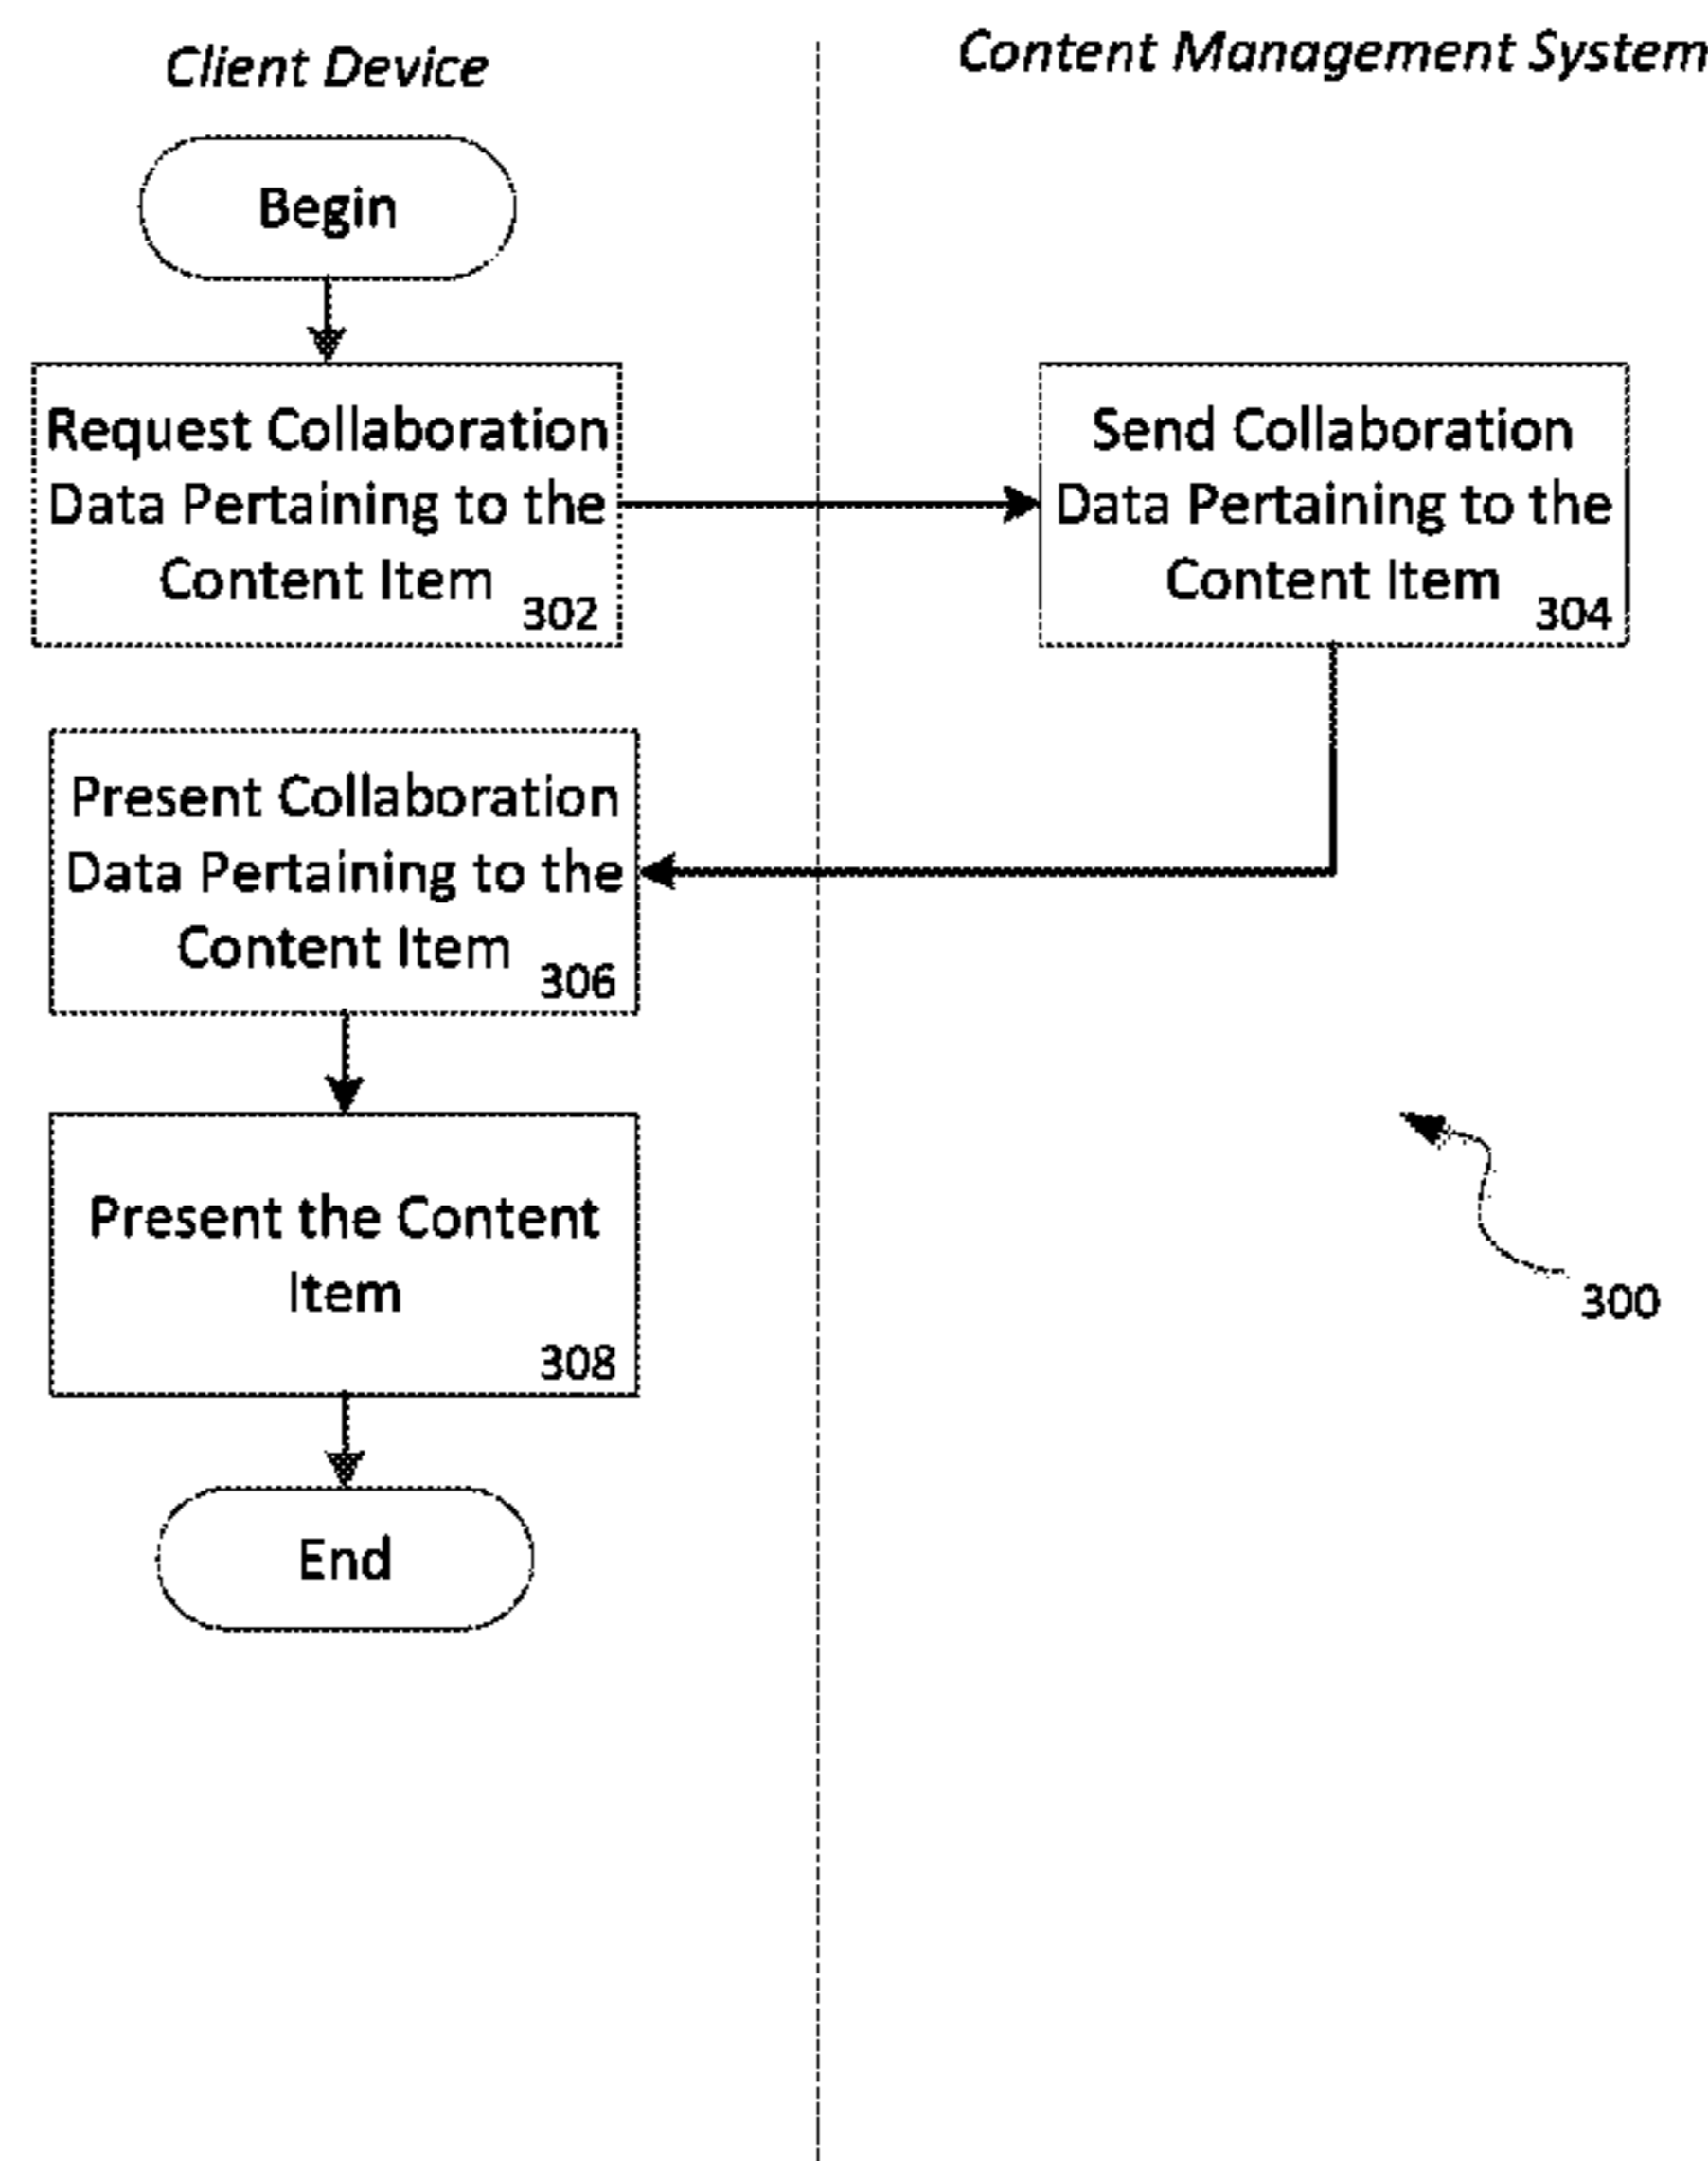 Client Device
Content Management System
Begin
Request Collaboration
Data Pertaining to the
Content Item
302
Send Collaboration
Data Pertaining to the
Content Item
304
Present Collaboration
Data Pertaining to the
Content Item
306
Present the Content
Item
308
300
End